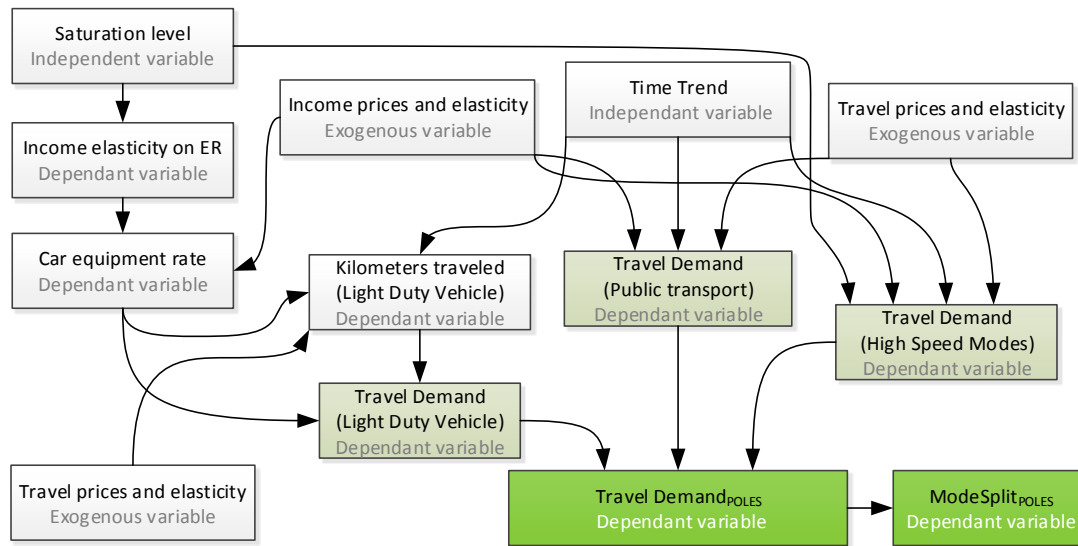 Saturation level
Independent variable
Income prices and elasticity
Exogenous variable
Time Trend
Independant variable
Travel prices and elasticity
Exogenous variable
Income elasticity on ER
Dependant variable
Car equipment rate
Dependant variable
Kilometers traveled
(Light Duty Vehicle)
Dependant variable
Travel Demand
(Public transport)
Dependant variable
Travel Demand
(High Speed Modes)
Dependant variable
Travel Demand
(Light Duty Vehicle)
Dependant variable
Travel prices and elasticity
Exogenous variable
Travel DemandPOLES
Dependant variable
ModeSplitPOLES
Dependant variable